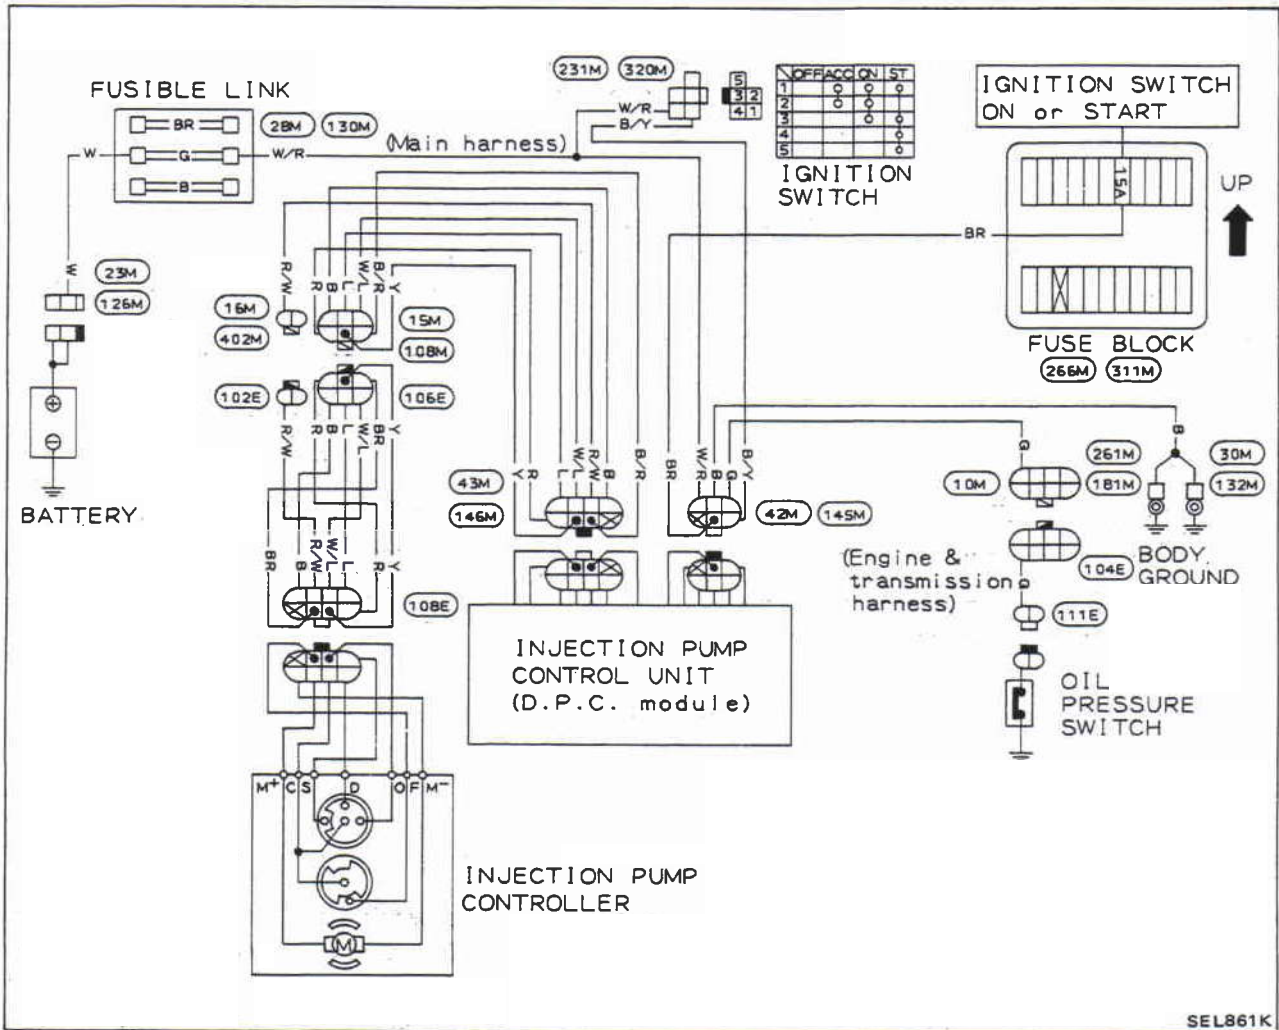 FUSIBLE LINK
BR
G
B
28M 130M
W
W/R
(Main harness)
231M 320M
W/R
B/Y
5
3 2
4 1
OFF ACC ON ST
1
2
3
4
5
IGNITION
SWITCH
IGNITION SWITCH
ON or START
15A
UP
BR
FUSE BLOCK
266M 311M
W
23M
126M
BATTERY
R/W R B L W/L B/R Y
16M
402M
15M
108M
102E
106E
R/W R B L W/L BR Y
BR B R/W W/L L R Y
108E
43M
146M
Y R L W/L R/W B B/R
BR W/R B G B/Y
42M 145M
INJECTION PUMP
CONTROL UNIT
(D.P.C. module)
G
10M
261M
181M
B
30M
132M
BODY
GROUND
104E
(Engine &
transmission
harness)
G
111E
OIL
PRESSURE
SWITCH
M+ C S D O F M-
M
INJECTION PUMP
CONTROLLER
SEL861K